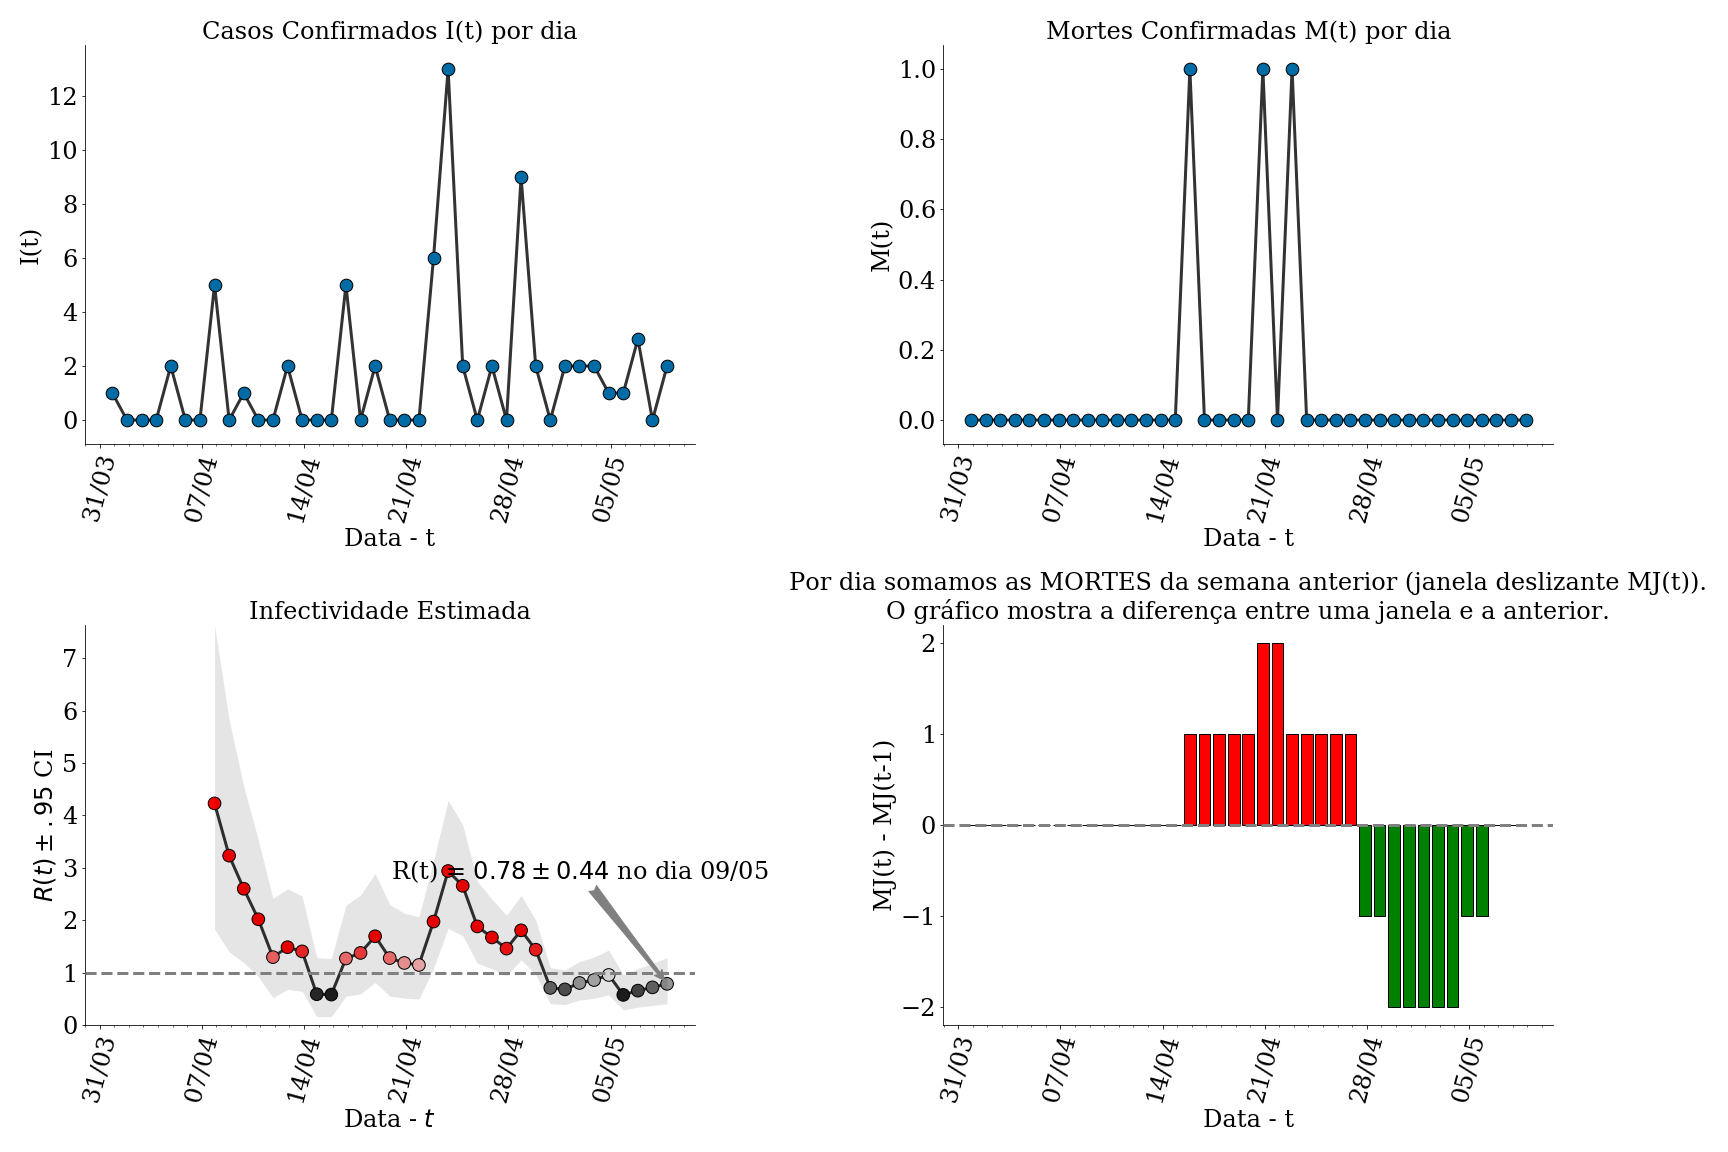 Casos Confirmados I(t) por dia
I(t)
12
10
8
6
4
2
0
31/03 07/04 14/04 21/04 28/04 05/05
Data - t
Mortes Confirmadas M(t) por dia
M(t)
1.0
0.8
0.6
0.4
0.2
0.0
31/03 07/04 14/04 21/04 28/04 05/05
Data - t
Infectividade Estimada
R(t) ± .95 CI
7
6
5
4
3
2
1
0
R(t) = 0.78 ± 0.44 no dia 09/05
31/03 07/04 14/04 21/04 28/04 05/05
Data - t
Por dia somamos as MORTES da semana anterior (janela deslizante MJ(t)).
O gráfico mostra a diferença entre uma janela e a anterior.
MJ(t) - MJ(t-1)
2
1
0
−1
−2
31/03 07/04 14/04 21/04 28/04 05/05
Data - t